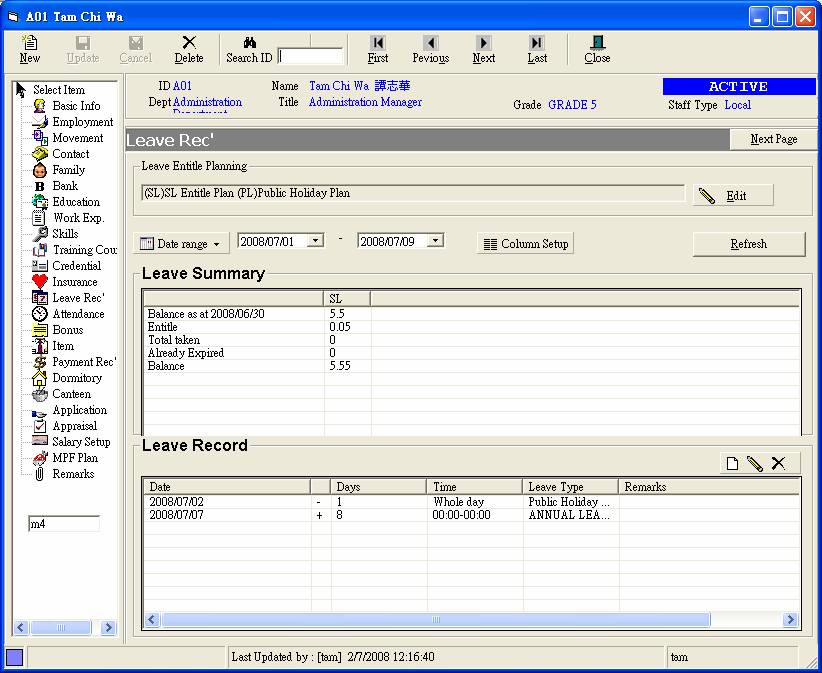 A01 Tam Chi Wa
New Update Cancel Delete Search ID First Pevious Next Last Close
Select Item
Basic Info
Employment
Movement
Contact
Family
Bank
Education
Work Exp.
Skills
Training Cou
Credential
Insurance
Leave Rec'
Attendance
Bonus
Item
Payment Rec'
Dormitory
Canteen
Application
Appraisal
Salary Setup
MPF Plan
Remarks
m4
ID A01 Name Tam Chi Wa 譚志華 ACTIVE
Dept Administration Title Administration Manager Grade GRADE 5 Staff Type Local
Leave Rec' Next Page
Leave Entitle Planning
(SL)SL Entitle Plan (PL)Public Holiday Plan Edit
Date range 2008/07/01 - 2008/07/09 Column Setup Refresh
Leave Summary
SL
Balance as at 2008/06/30 5.5
Entitle 0.05
Total taken 0
Already Expired 0
Balance 5.55
Leave Record
Date Days Time Leave Type Remarks
2008/07/02 - 1 Whole day Public Holiday ...
2008/07/07 + 8 00:00-00:00 ANNUAL LEA...
Last Updated by : [tam] 2/7/2008 12:16:40 tam